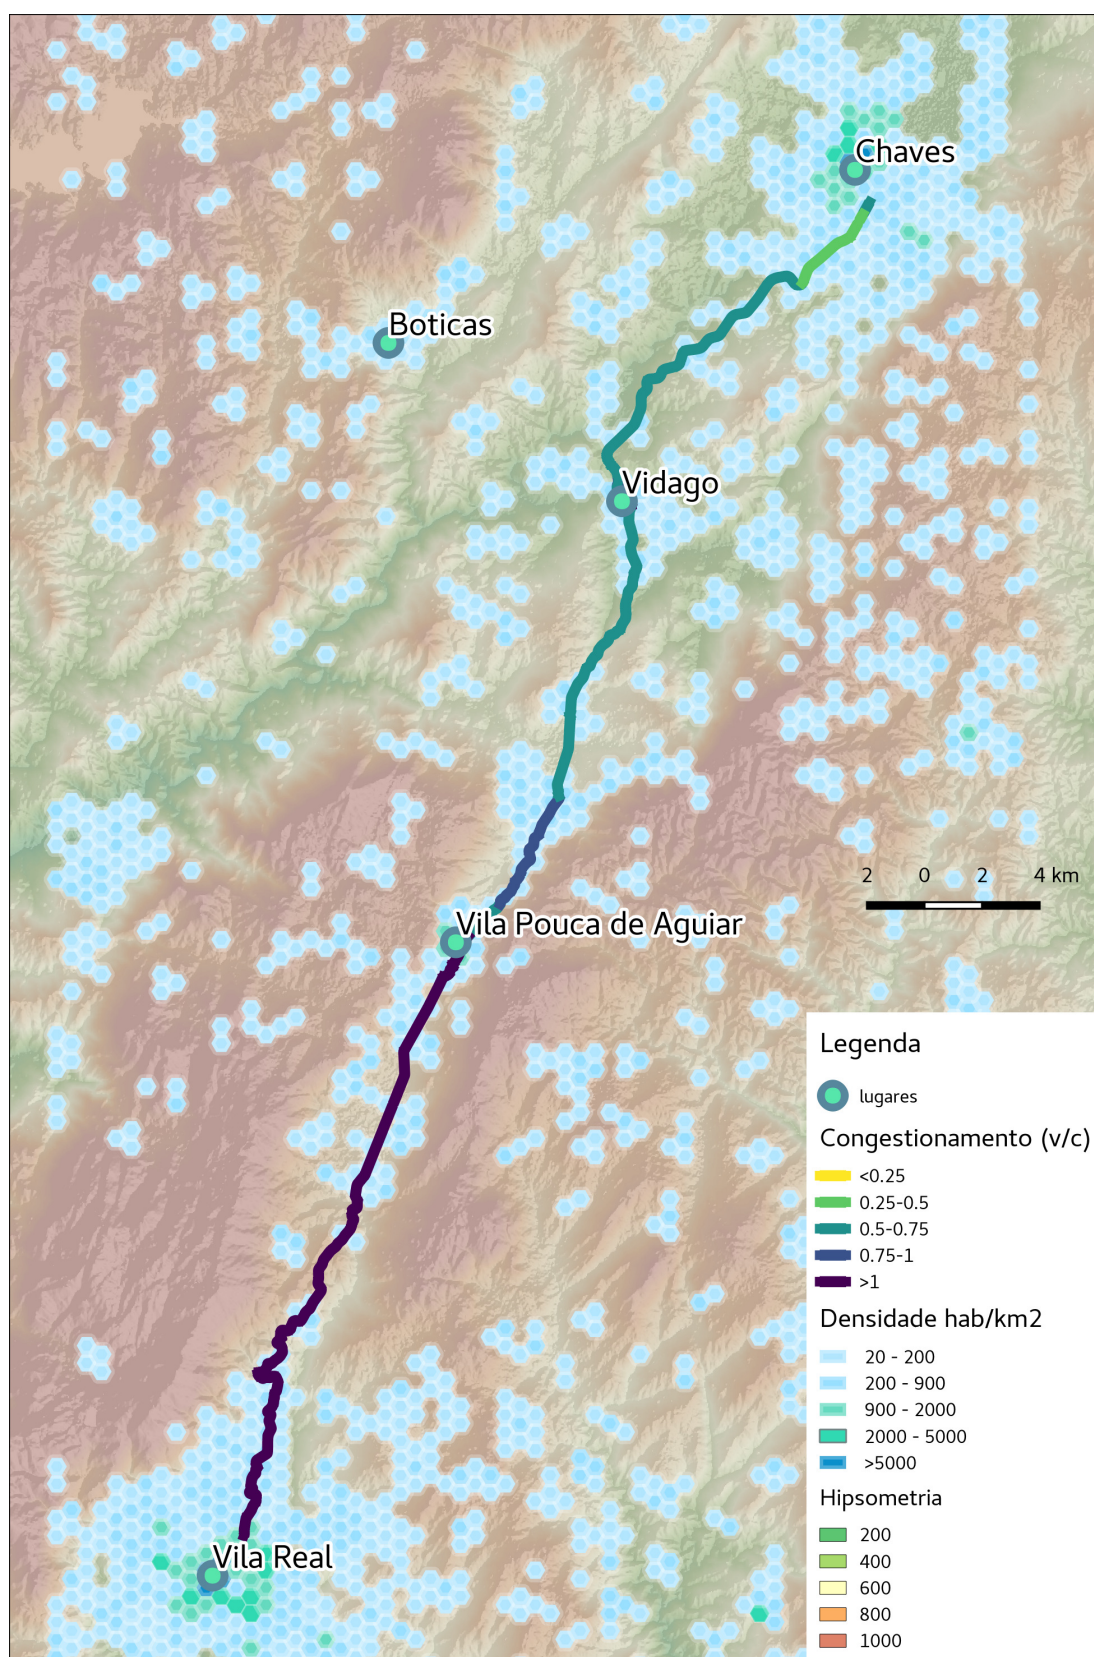 Chaves
Boticas
Vidago
2 0 2 4 km
Vila Pouca de Aguiar
Vila Real
Legenda
lugares
Congestionamento (v/c)
<0.25
0.25-0.5
0.5-0.75
0.75-1
>1
Densidade hab/km2
20 - 200
200 - 900
900 - 2000
2000 - 5000
>5000
Hipsometria
200
400
600
800
1000